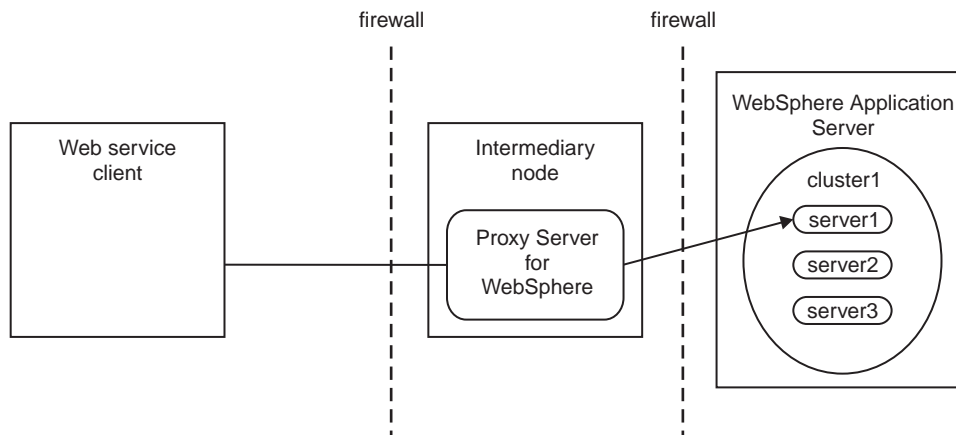 firewall
firewall
Web service
client
Intermediary
node
Proxy Server
for
WebSphere
WebSphere Application
Server
cluster1
server1
server2
server3